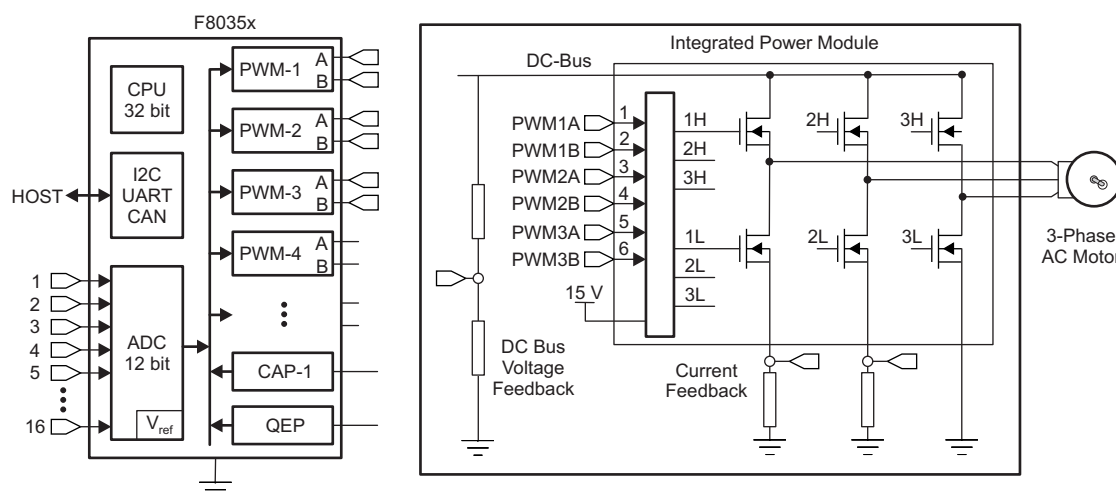 F8035x
CPU
32 bit
HOST
I2C
UART
CAN
1
2
3
4
5
16
ADC
12 bit
Vref
PWM-1
A
B
PWM-2
A
B
PWM-3
A
B
PWM-4
A
B
CAP-1
QEP
Integrated Power Module
DC-Bus
PWM1A
1
PWM1B
2
PWM2A
3
PWM2B
4
PWM3A
5
PWM3B
6
15 V
1H
2H
3H
1L
2L
3L
2H
3H
2L
3L
DC Bus
Voltage
Feedback
Current
Feedback
3-Phase
AC Motor